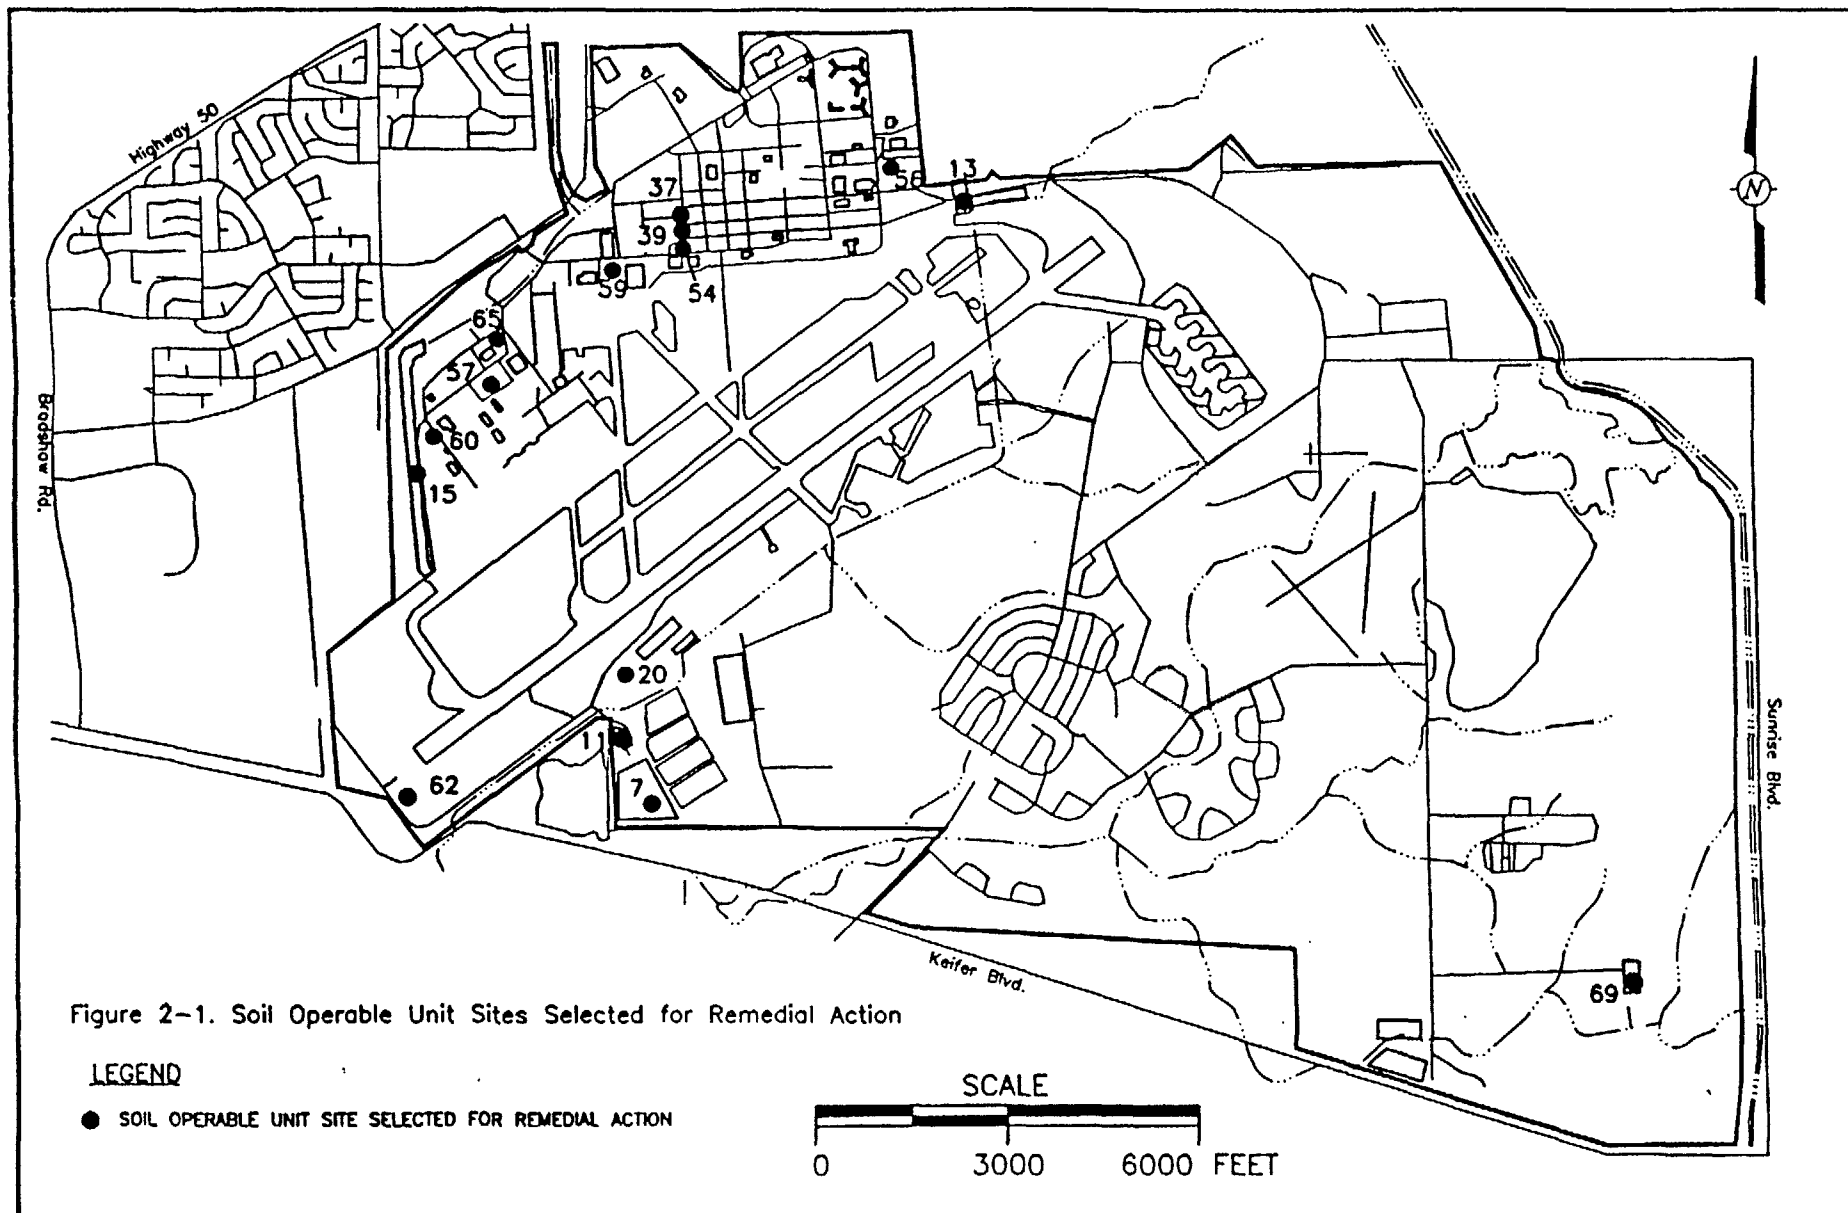 Highway 50
13
56
37
39
59
54
65
57
Bradshaw Rd.
60
15
20
11
62
7
Sunrise Blvd.
Keifer Blvd.
69
N
Figure 2-1. Soil Operable Unit Sites Selected for Remedial Action
LEGEND
SOIL OPERABLE UNIT SITE SELECTED FOR REMEDIAL ACTION
SCALE
0 3000 6000 FEET